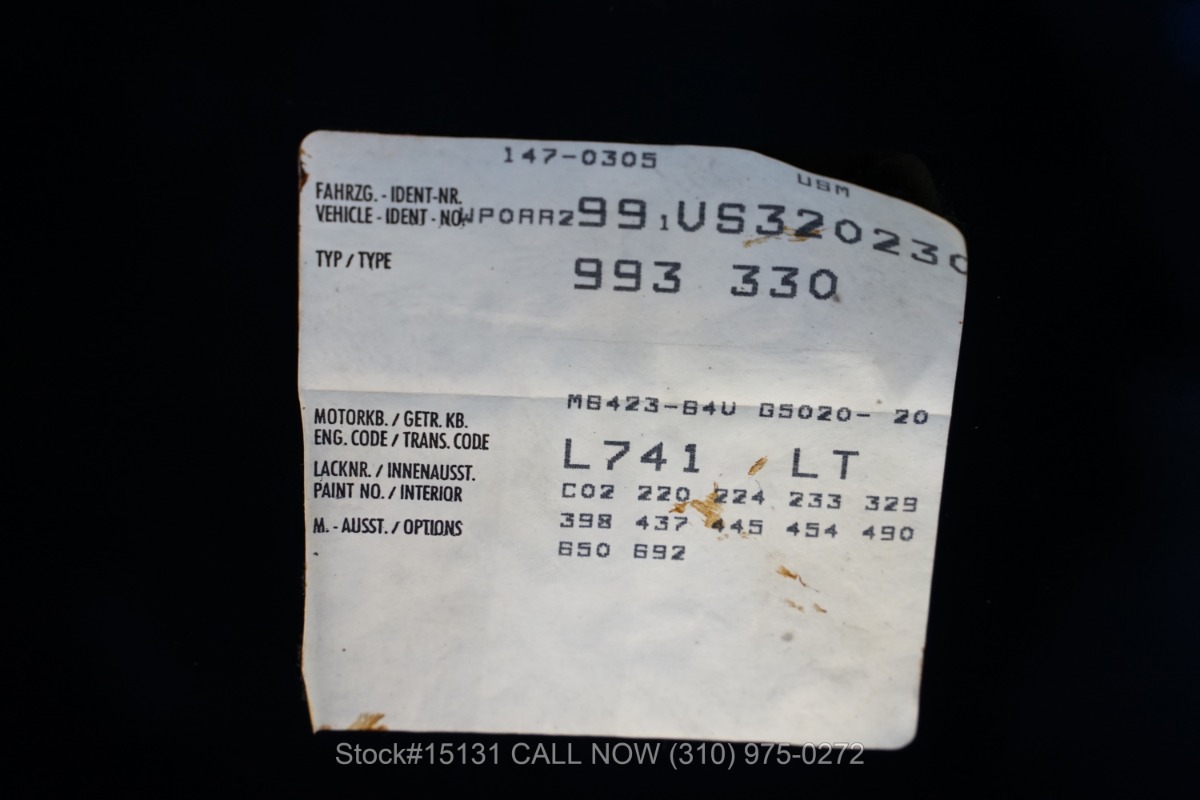 147-0305
USM
FAHRZG. - IDENT-NR.
VEHICLE - IDENT - NO. WP0AA299 1 VS320230
TYP / TYPE 993 330
MOTORKB. / GETR. KB. M6423-64U G5020- 20
ENG. CODE / TRANS. CODE
LACKNR. / INNENAUSST. L741 LT
PAINT NO. / INTERIOR C02 220 224 233 329
M. - AUSST. / OPTIONS 398 437 445 454 490
650 692
Stock#15131 CALL NOW (310) 975-0272